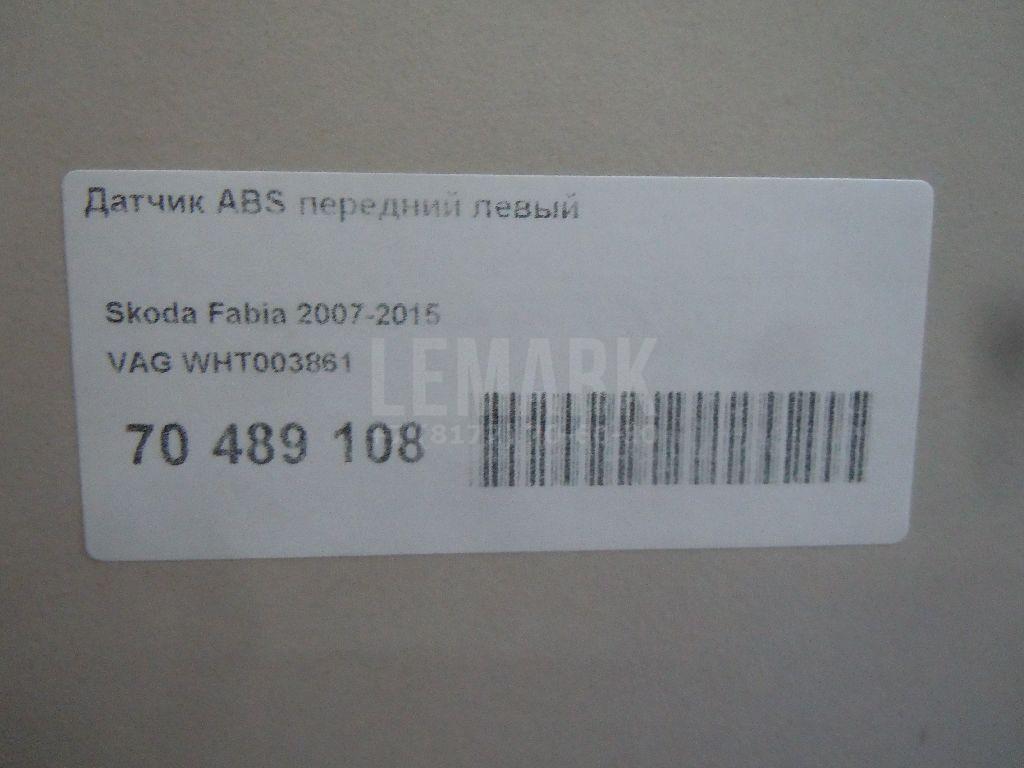 Датчик ABS передний левый
Skoda Fabia 2007-2015
VAG WHT003861
LEMARK
70 489 108